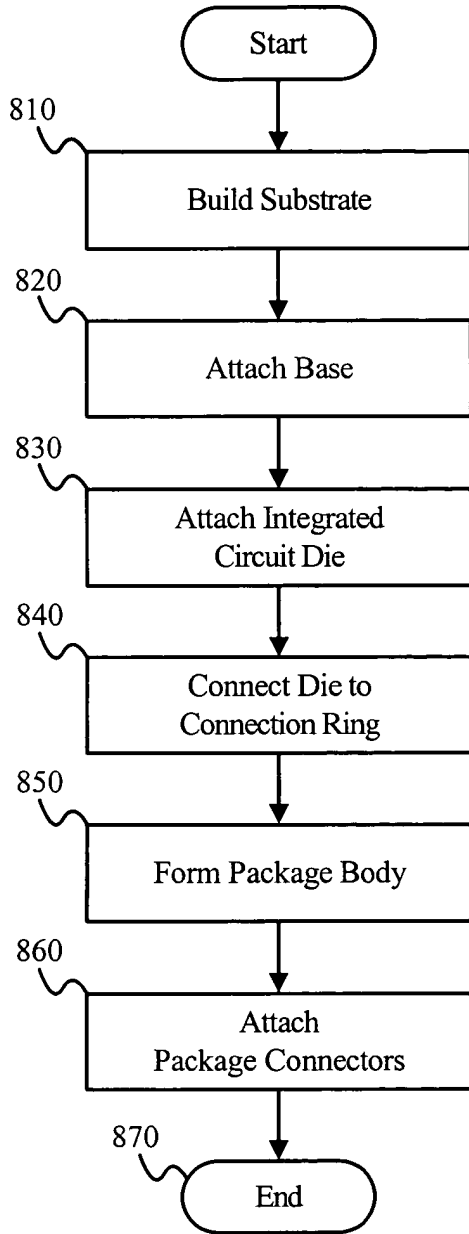 Start
810
Build Substrate
820
Attach Base
830
Attach Integrated
Circuit Die
840
Connect Die to
Connection Ring
850
Form Package Body
860
Attach
Package Connectors
870
End